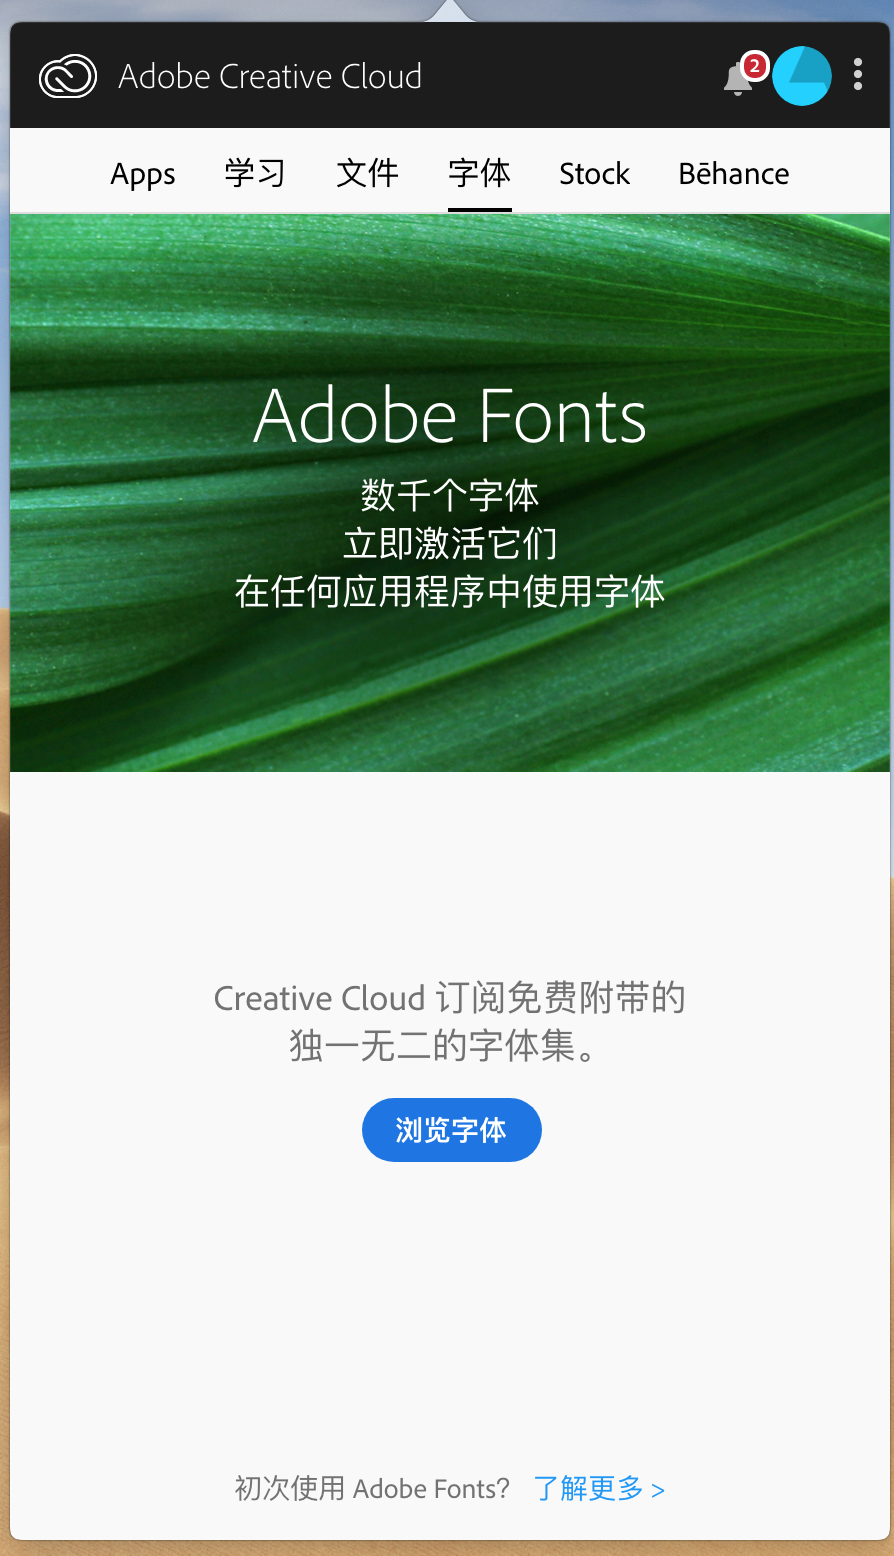 Adobe Creative Cloud
2
Apps 学习 文件 字体 Stock Bēhance
Adobe Fonts
数千个字体
立即激活它们
在任何应用程序中使用字体
Creative Cloud 订阅免费附带的
独一无二的字体集。
浏览字体
初次使用 Adobe Fonts? 了解更多 >